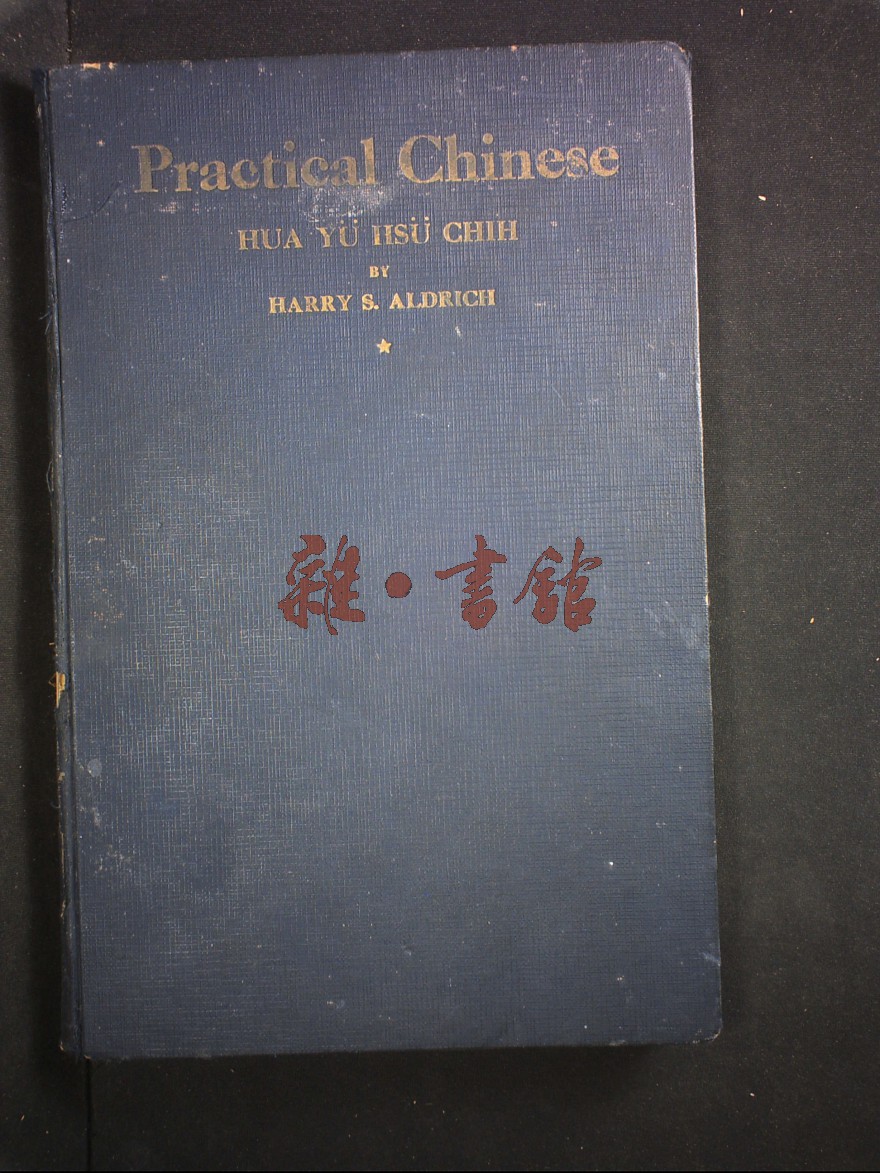 Practical Chinese
HUA YÜ HSÜ CHIH
BY
HARRY S. ALDRICH
雜·書館